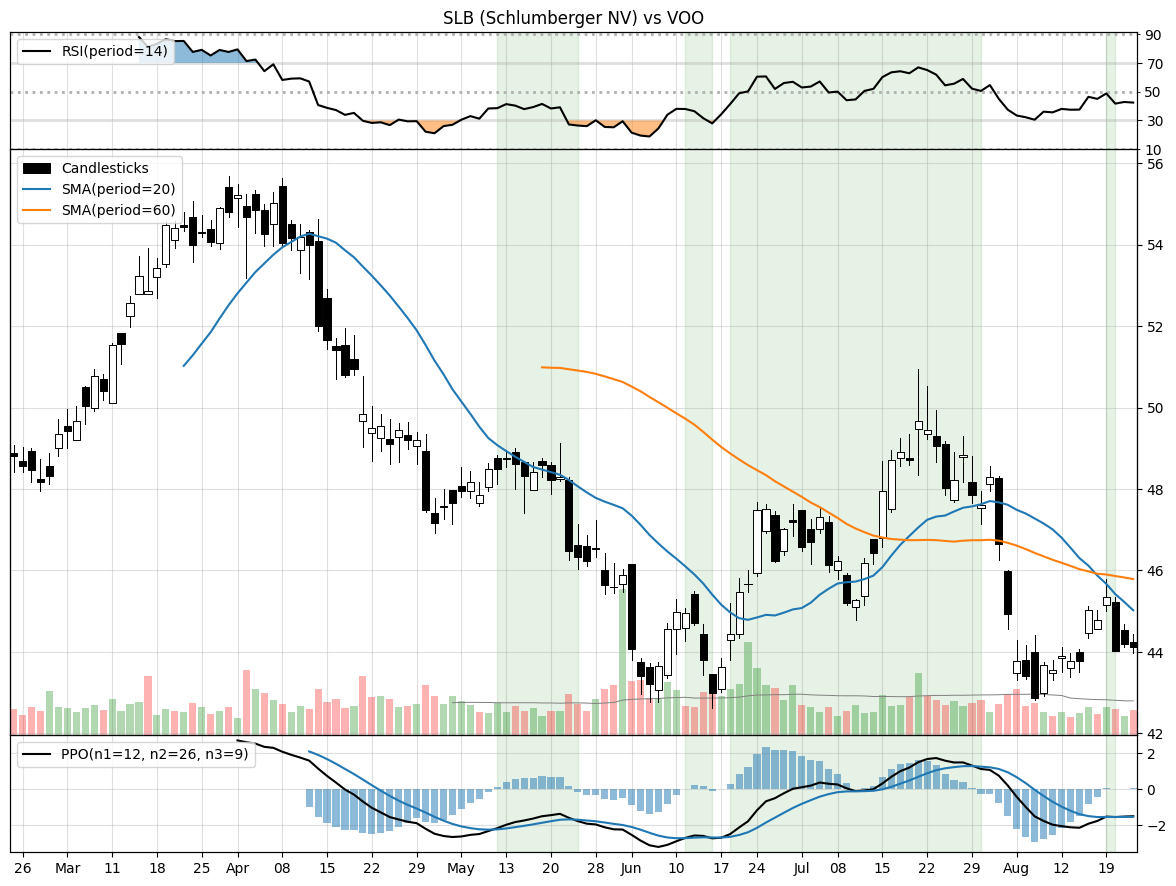 SLB (Schlumberger NV) vs VOO
RSI(period=14)
90
70
50
30
10
Candlesticks
SMA(period=20)
SMA(period=60)
56
54
52
50
48
46
44
42
PPO(n1=12, n2=26, n3=9)
2
0
−2
26 Mar 11 18 25 Apr 08 15 22 29 May 13 20 28 Jun 10 17 24 Jul 08 15 22 29 Aug 12 19